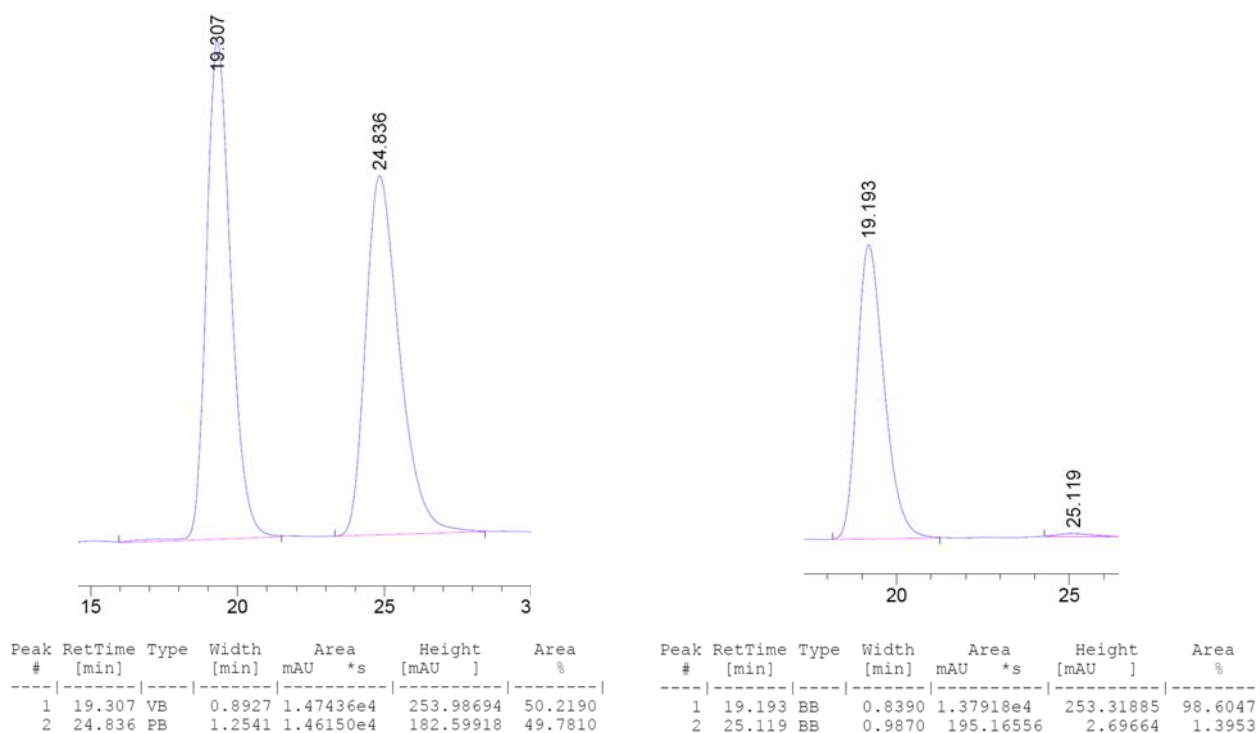 19.307
24.836
15 20 25 3
Peak RetTime Type Width Area Height Area
# [min] [min] mAU *s [mAU ] %
----|-------|----|-------|----------|----------|--------|
1 19.307 VB 0.8927 1.47436e4 253.98694 50.2190
2 24.836 PB 1.2541 1.46150e4 182.59918 49.7810
19.193
25.119
20 25
Peak RetTime Type Width Area Height Area
# [min] [min] mAU *s [mAU ] %
----|-------|----|-------|----------|----------|--------|
1 19.193 BB 0.8390 1.37918e4 253.31885 98.6047
2 25.119 BB 0.9870 195.16556 2.69664 1.3953